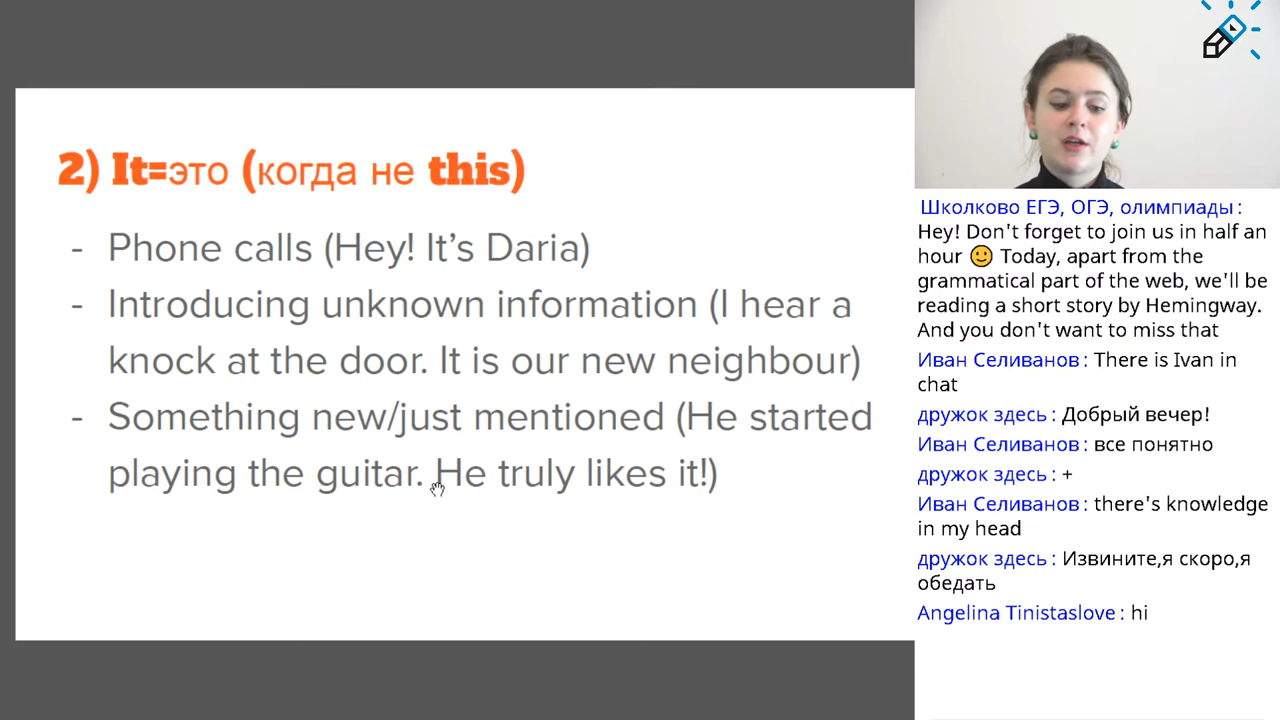 2) It=это (когда не this)
- Phone calls (Hey! It’s Daria)
- Introducing unknown information (I hear a
knock at the door. It is our new neighbour)
- Something new/just mentioned (He started
playing the guitar. He truly likes it!)
Школково ЕГЭ, ОГЭ, олимпиады :
Hey! Don't forget to join us in half an
hour 🙂 Today, apart from the
grammatical part of the web, we'll be
reading a short story by Hemingway.
And you don't want to miss that
Иван Селиванов : There is Ivan in
chat
дружок здесь : Добрый вечер!
Иван Селиванов : все понятно
дружок здесь : +
Иван Селиванов : there's knowledge
in my head
дружок здесь : Извините,я скоро,я
обедать
Angelina Tinistaslove : hi